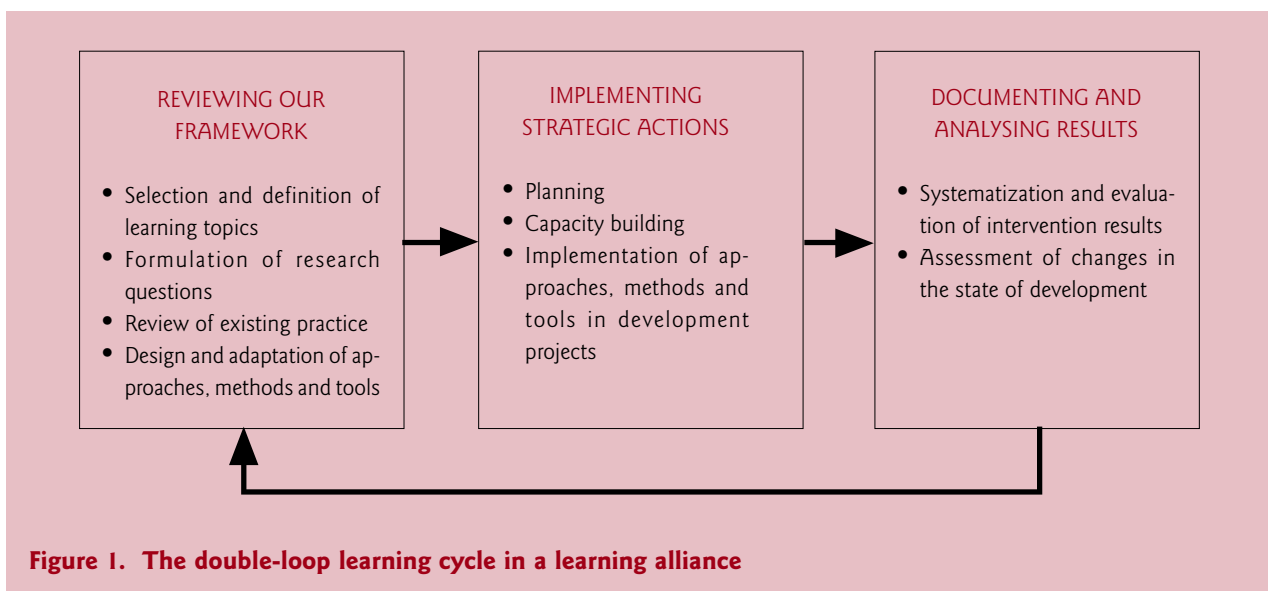 REVIEWING OUR
FRAMEWORK
• Selection and definition of
learning topics
• Formulation of research
questions
• Review of existing practice
• Design and adaptation of ap-
proaches, methods and tools
IMPLEMENTING
STRATEGIC ACTIONS
• Planning
• Capacity building
• Implementation of ap-
proaches, methods and
tools in development
projects
DOCUMENTING AND
ANALYSING RESULTS
• Systematization and evalua-
tion of intervention results
• Assessment of changes in
the state of development
Figure 1. The double-loop learning cycle in a learning alliance